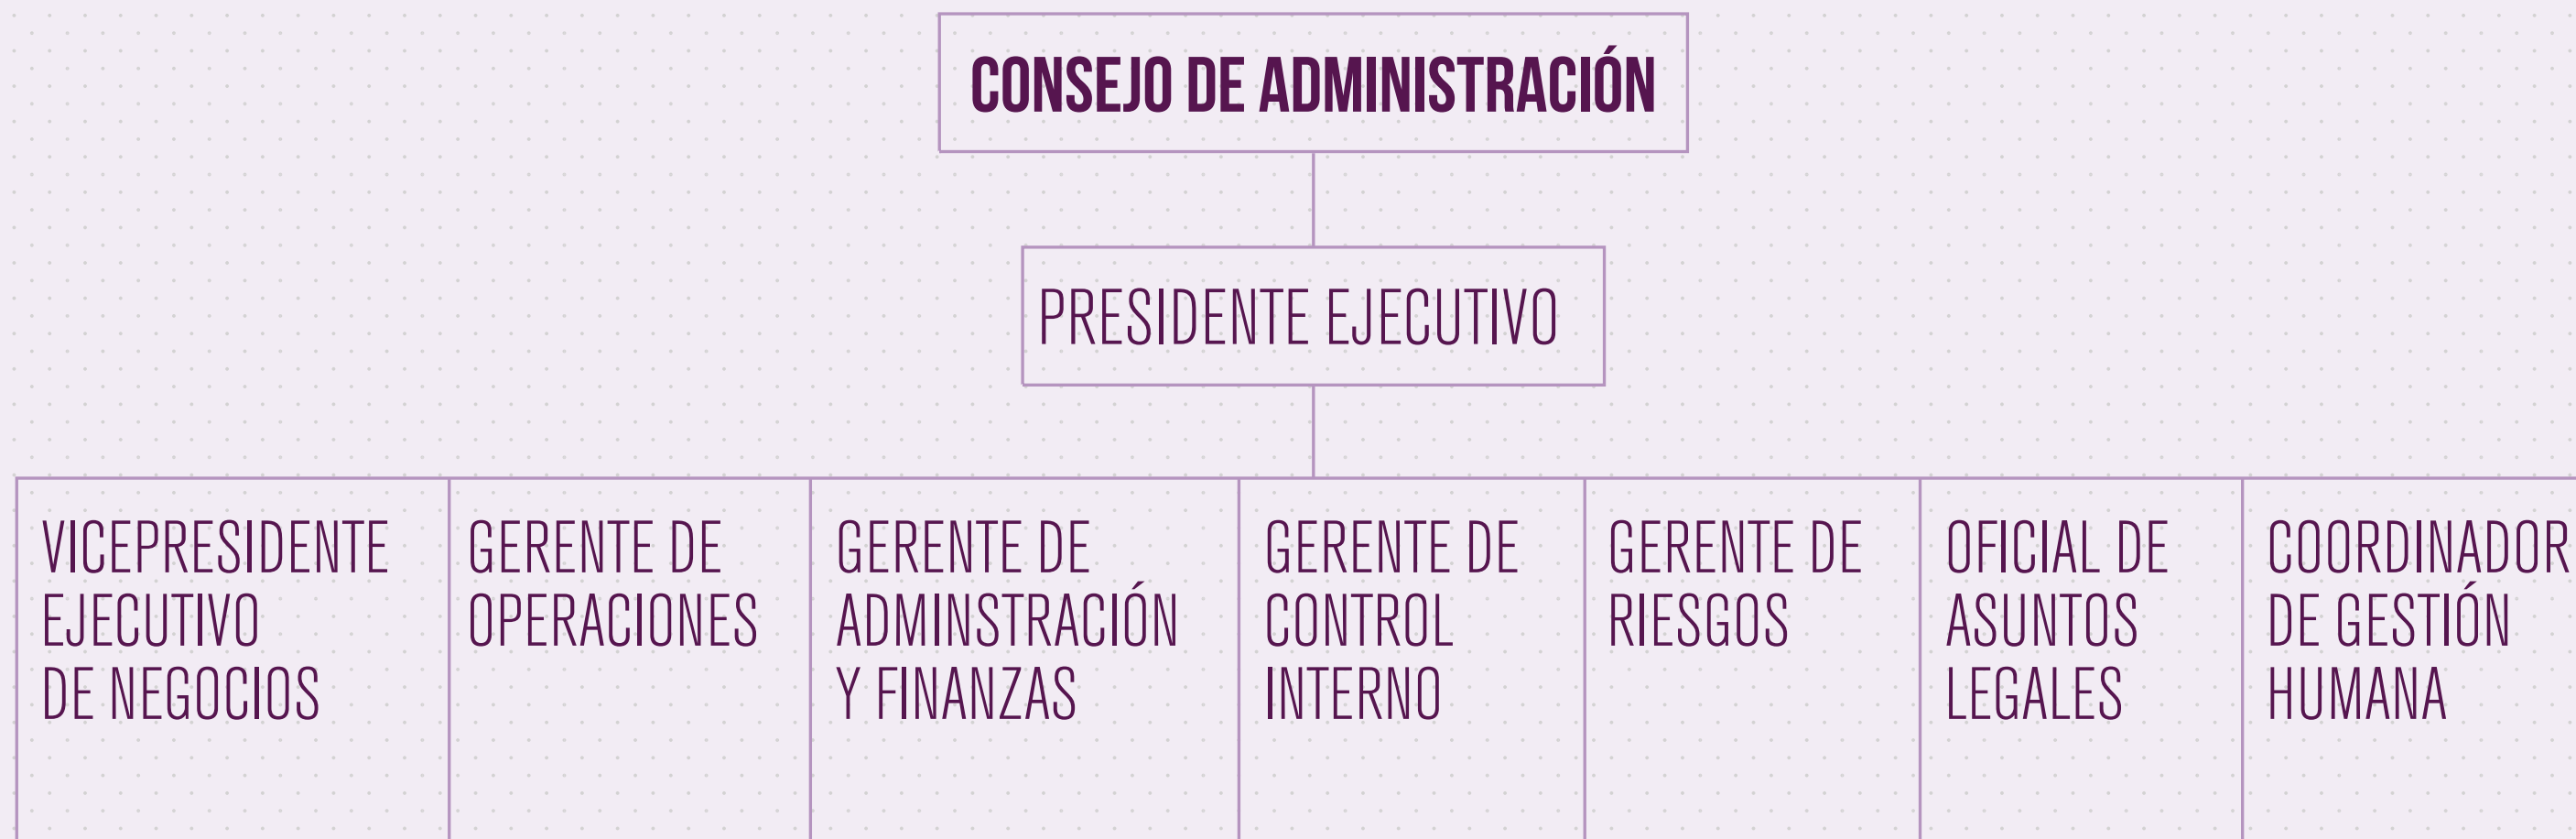 CONSEJO DE ADMINISTRACIÓN
PRESIDENTE EJECUTIVO
VICEPRESIDENTE
EJECUTIVO
DE NEGOCIOS
GERENTE DE
OPERACIONES
GERENTE DE
ADMINSTRACIÓN
Y FINANZAS
GERENTE DE
CONTROL
INTERNO
GERENTE DE
RIESGOS
OFICIAL DE
ASUNTOS
LEGALES
COORDINADOR
DE GESTIÓN
HUMANA